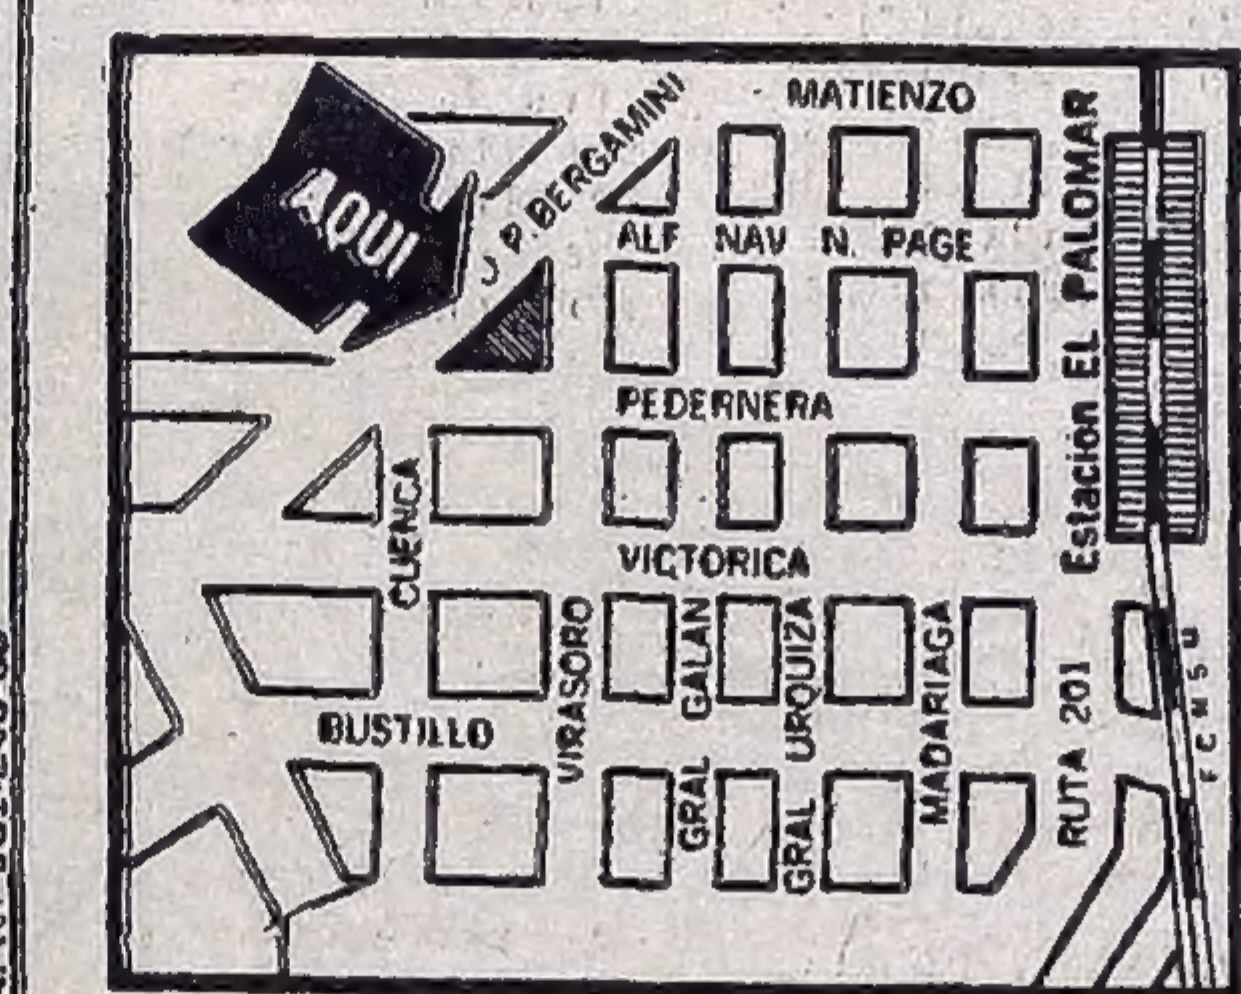 MATIENZO
J. P. BERGAMINI
AQUI
ALF NAV N. PAGE
Estación EL PALOMAR
PEDERNERA
CUENCA
VICTORICA
VIRASORO
GRAL GALAN
GRAL URQUIZA
MADARIAGA
RUTA 201
BUSTILLO